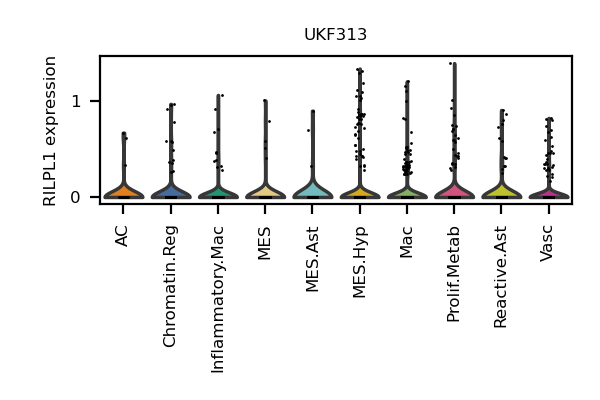 UKF313
RILPL1 expression
1
0
AC
Chromatin.Reg
Inflammatory.Mac
MES
MES.Ast
MES.Hyp
Mac
Prolif.Metab
Reactive.Ast
Vasc